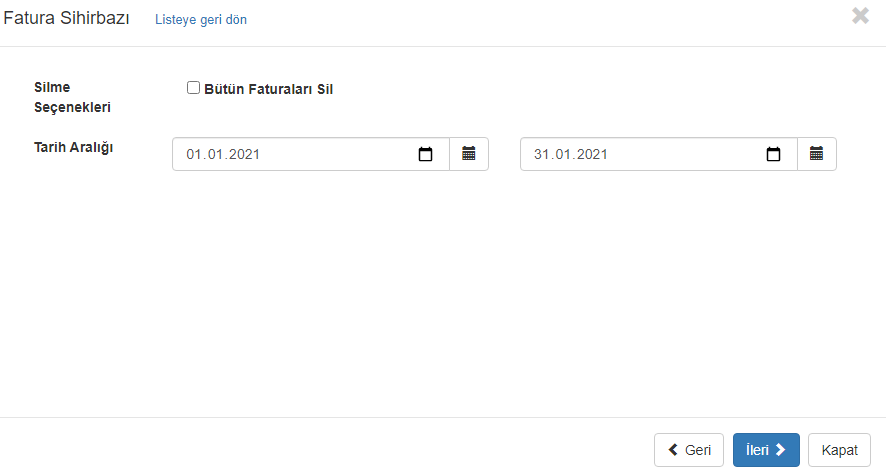 Fatura Sihirbazı Listeye geri dön
Silme
Seçenekleri
Bütün Faturaları Sil
Tarih Aralığı
01.01.2021
31.01.2021
Geri
İleri
Kapat